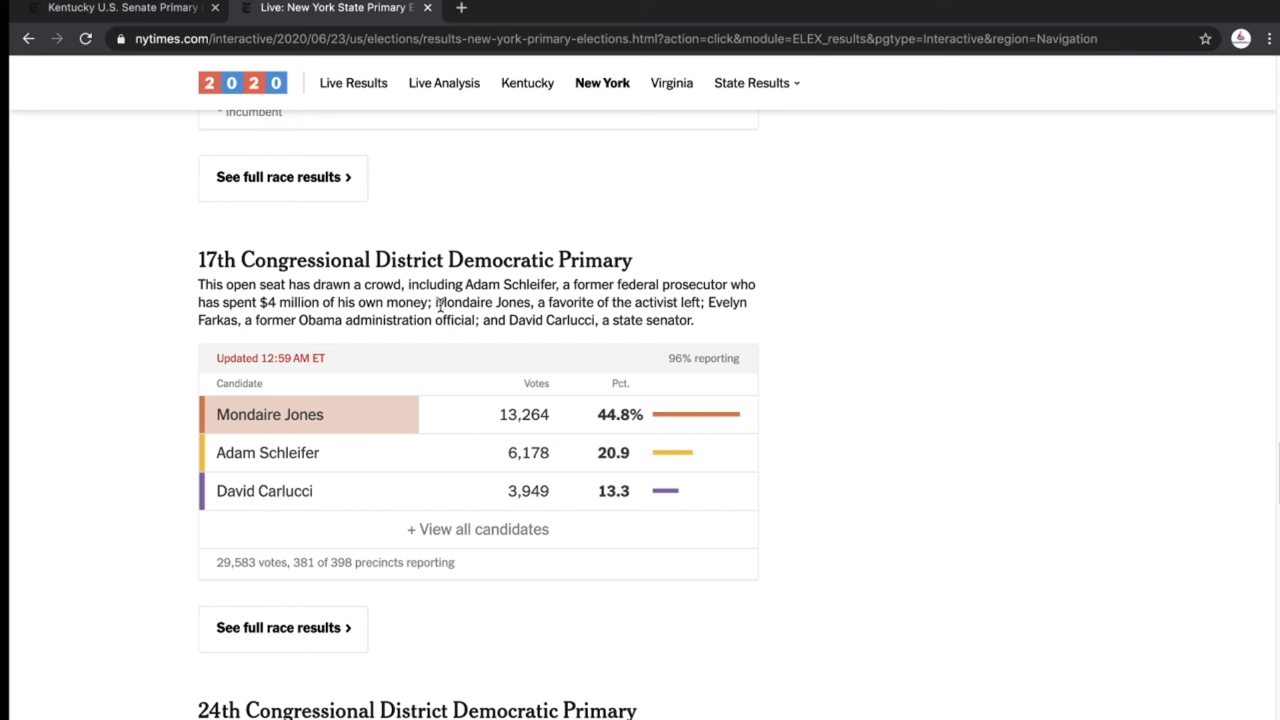 Kentucky U.S. Senate Primary
Live: New York State Primary E
nytimes.com/interactive/2020/06/23/us/elections/results-new-york-primary-elections.html?action=click&module=ELEX_results&pgtype=Interactive&region=Navigation
2020 Live Results Live Analysis Kentucky New York Virginia State Results
* Incumbent
See full race results ›
17th Congressional District Democratic Primary
This open seat has drawn a crowd, including Adam Schleifer, a former federal prosecutor who
has spent $4 million of his own money; Mondaire Jones, a favorite of the activist left; Evelyn
Farkas, a former Obama administration official; and David Carlucci, a state senator.
Updated 12:59 AM ET 96% reporting
Candidate Votes Pct.
Mondaire Jones 13,264 44.8%
Adam Schleifer 6,178 20.9
David Carlucci 3,949 13.3
+ View all candidates
29,583 votes, 381 of 398 precincts reporting
See full race results ›
24th Congressional District Democratic Primary